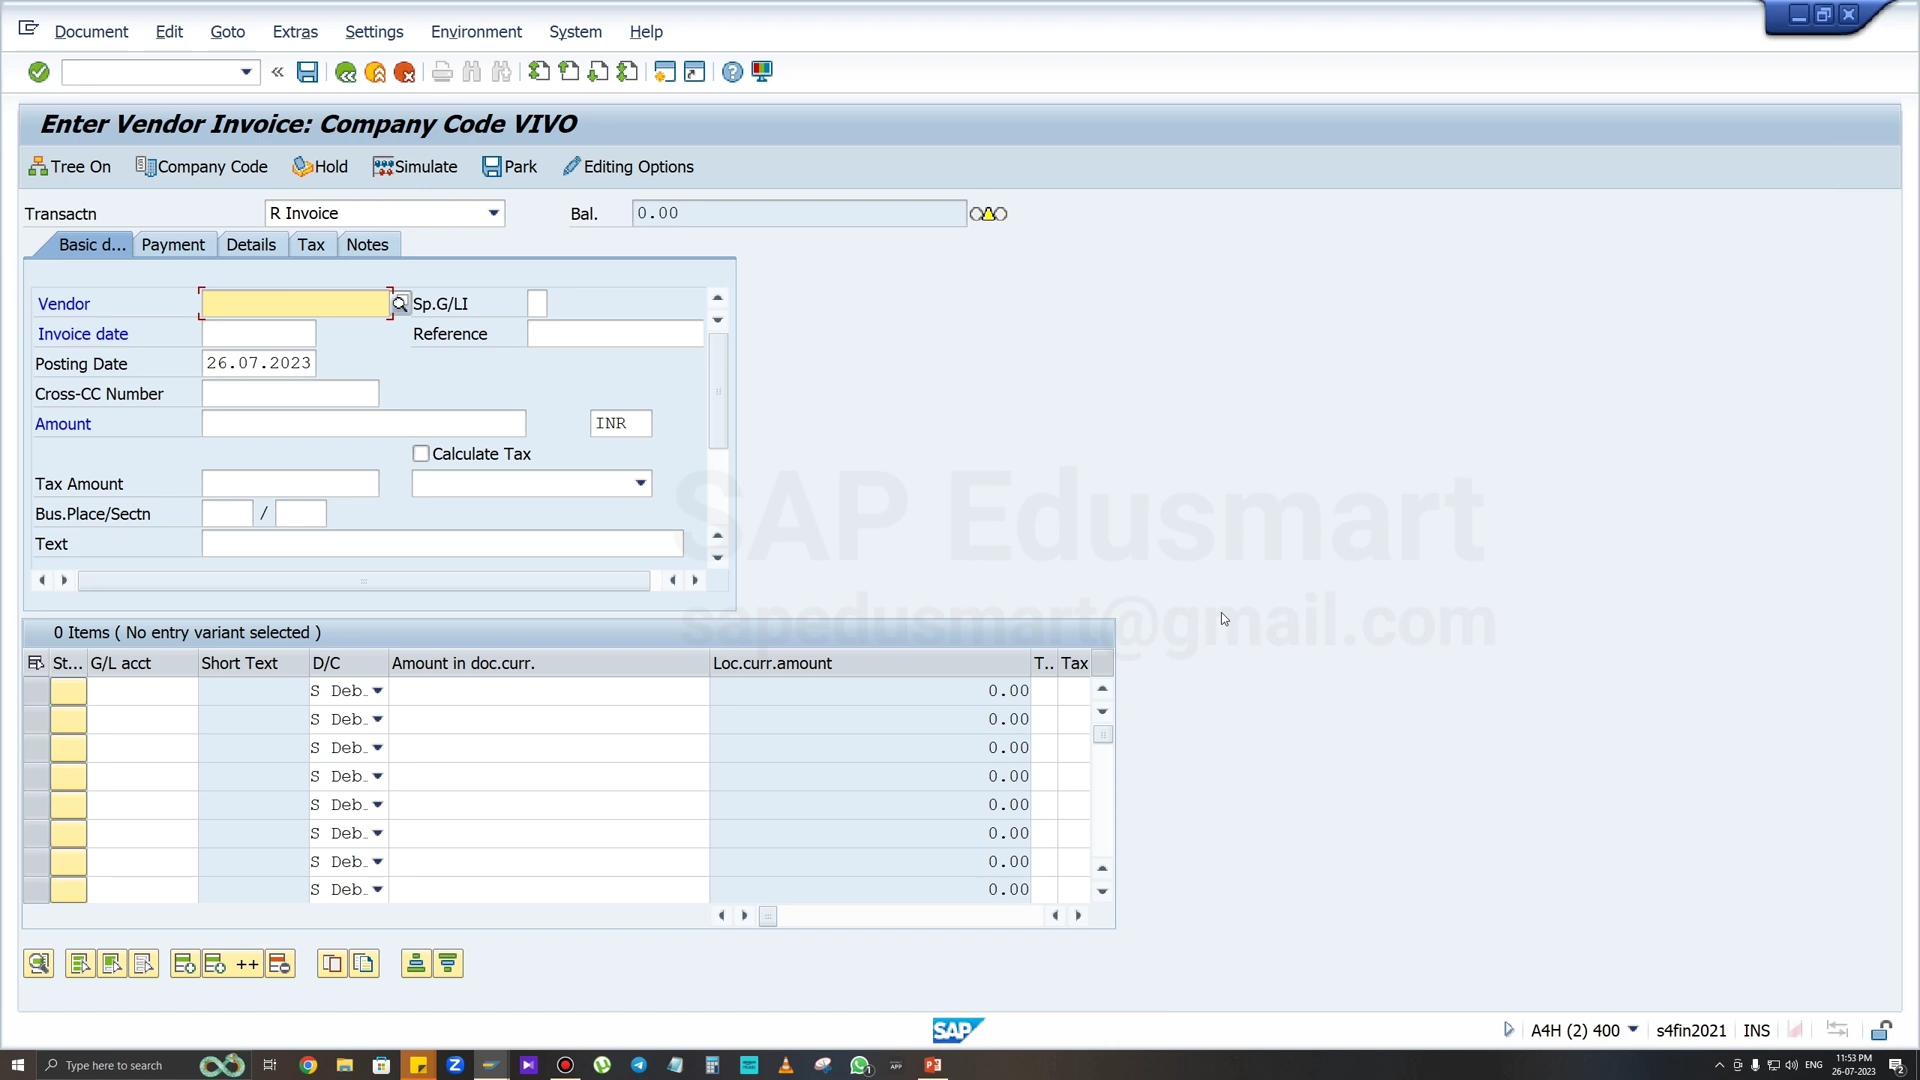 Document Edit Goto Extras Settings Environment System Help
Enter Vendor Invoice: Company Code VIVO
Tree On Company Code Hold Simulate Park Editing Options
Transactn R Invoice Bal. 0.00
Basic d... Payment Details Tax Notes
Vendor Sp.G/LI
Invoice date Reference
Posting Date 26.07.2023
Cross-CC Number
Amount INR
Calculate Tax
Tax Amount
Bus.Place/Sectn /
Text
SAP Edusmart
sapedusmart@gmail.com
0 Items ( No entry variant selected )
St... G/L acct Short Text D/C Amount in doc.curr. Loc.curr.amount T.. Tax
S Deb… 0.00
S Deb… 0.00
S Deb… 0.00
S Deb… 0.00
S Deb… 0.00
S Deb… 0.00
S Deb… 0.00
S Deb… 0.00
SAP A4H (2) 400 s4fin2021 INS
Type here to search ENG 11:53 PM
26-07-2023